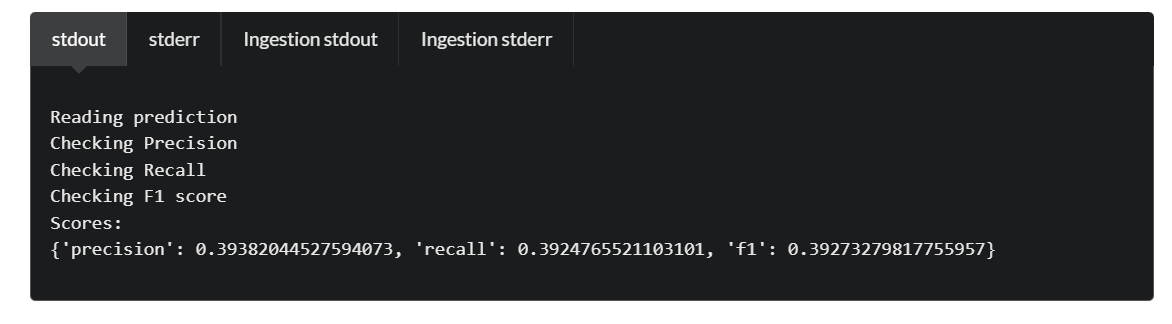 stdout stderr Ingestion stdout Ingestion stderr
Reading prediction
Checking Precision
Checking Recall
Checking F1 score
Scores:
{'precision': 0.39382044527594073, 'recall': 0.3924765521103101, 'f1': 0.39273279817755957}